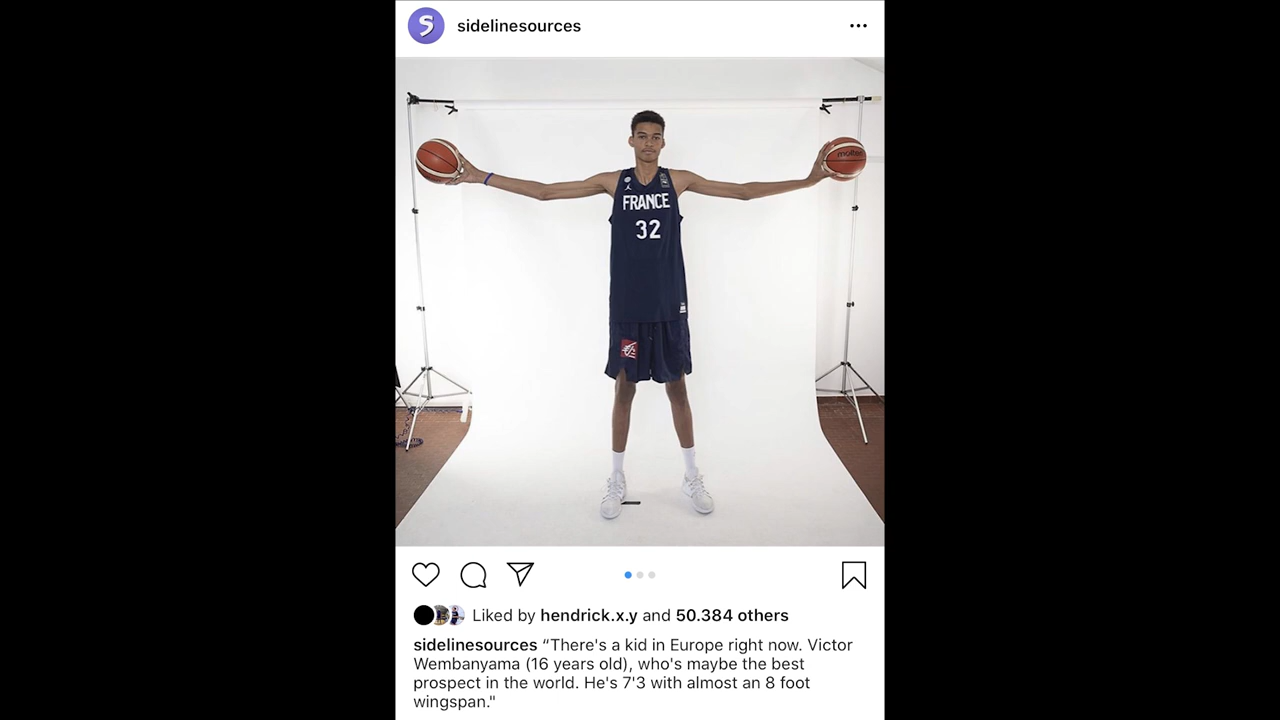 sidelinesources
molten
FRANCE
32
Liked by hendrick.x.y and 50.384 others
sidelinesources “There's a kid in Europe right now. Victor
Wembanyama (16 years old), who's maybe the best
prospect in the world. He's 7'3 with almost an 8 foot
wingspan."